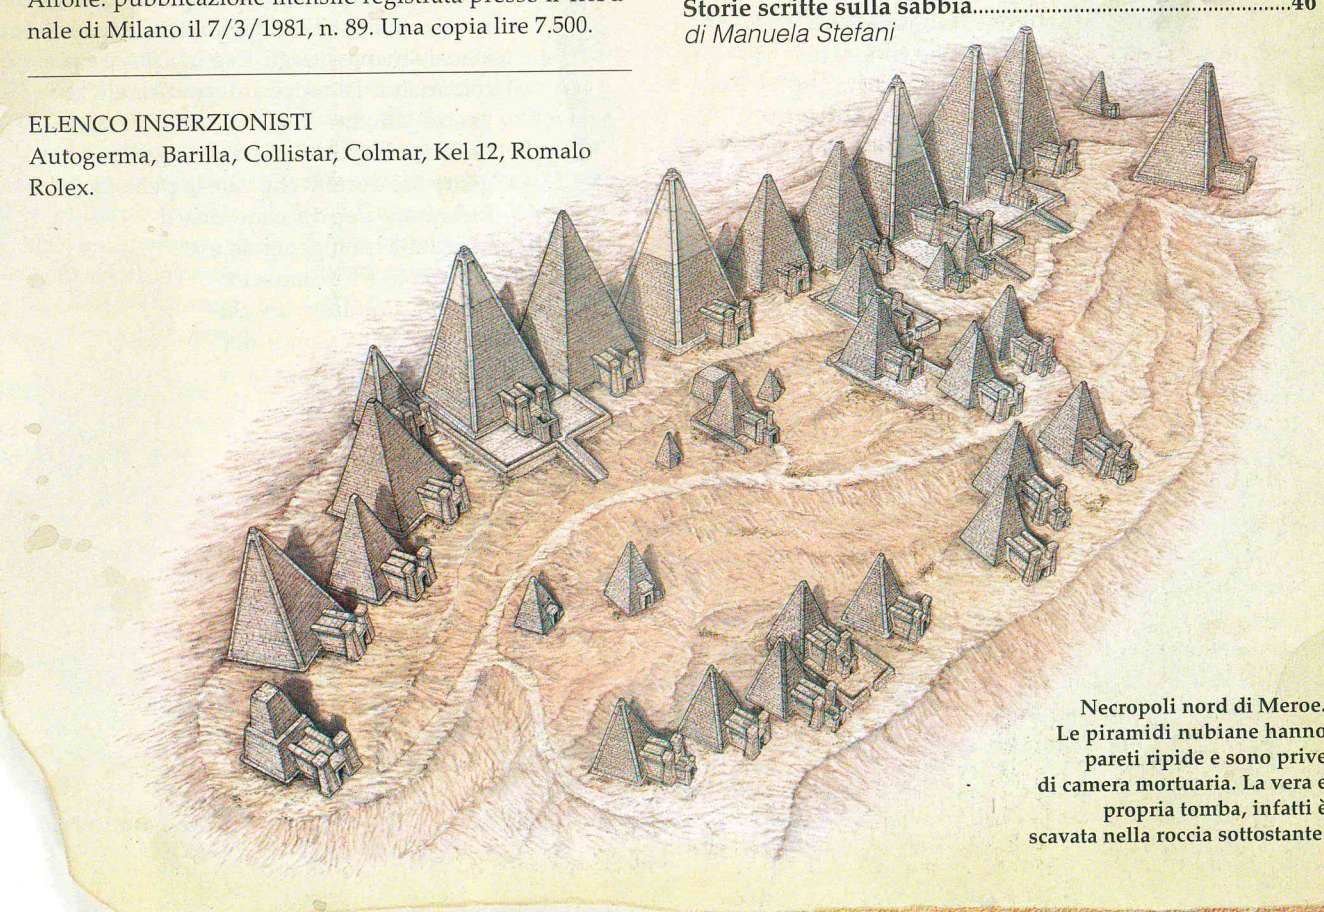 nale di Milano il 7/3/1981, n. 89. Una copia lire 7.500.
ELENCO INSERZIONISTI
Autogerma, Barilla, Collistar, Colmar, Kel 12, Romalo
Rolex.
Storie scritte sulla sabbia....................................................46
di Manuela Stefani
Necropoli nord di Meroe.
Le piramidi nubiane hanno
pareti ripide e sono prive
di camera mortuaria. La vera e
propria tomba, infatti è
scavata nella roccia sottostante